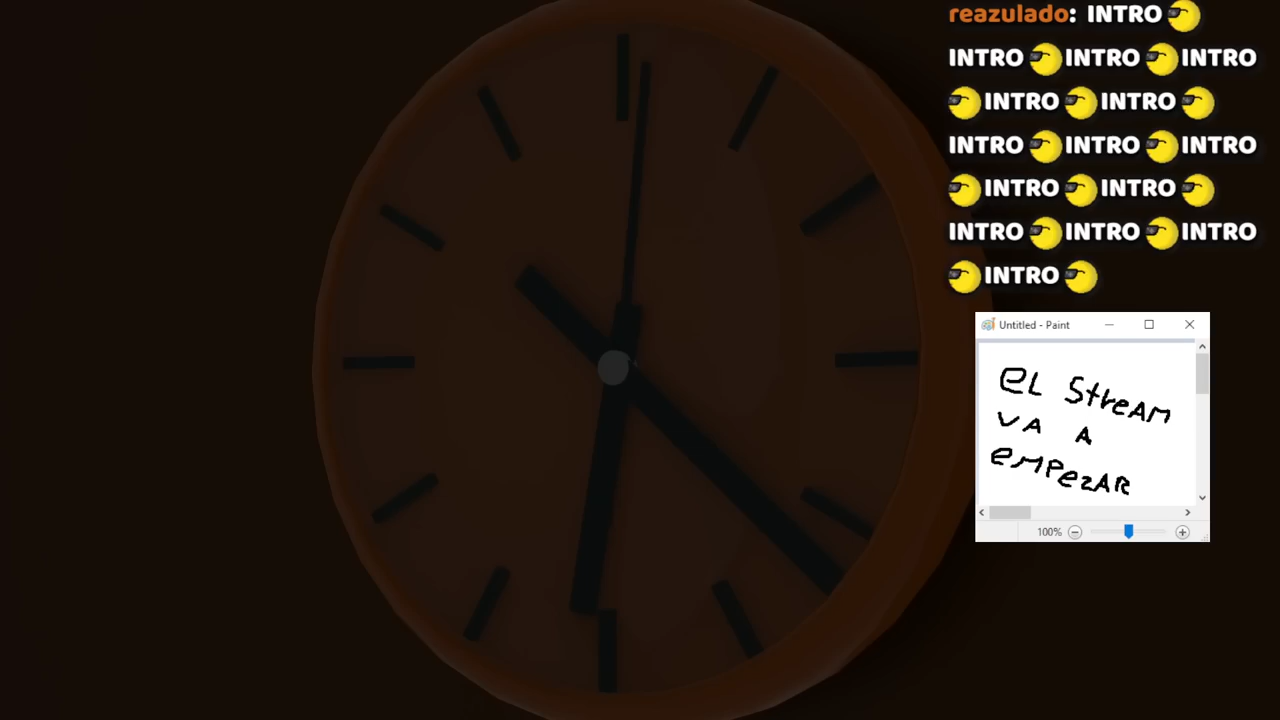 reazulado: INTRO
INTRO INTRO INTRO
INTRO INTRO
INTRO INTRO INTRO
INTRO INTRO
INTRO INTRO INTRO
INTRO
Untitled - Paint
eL StreAM
VA A
eMPezAR
100%